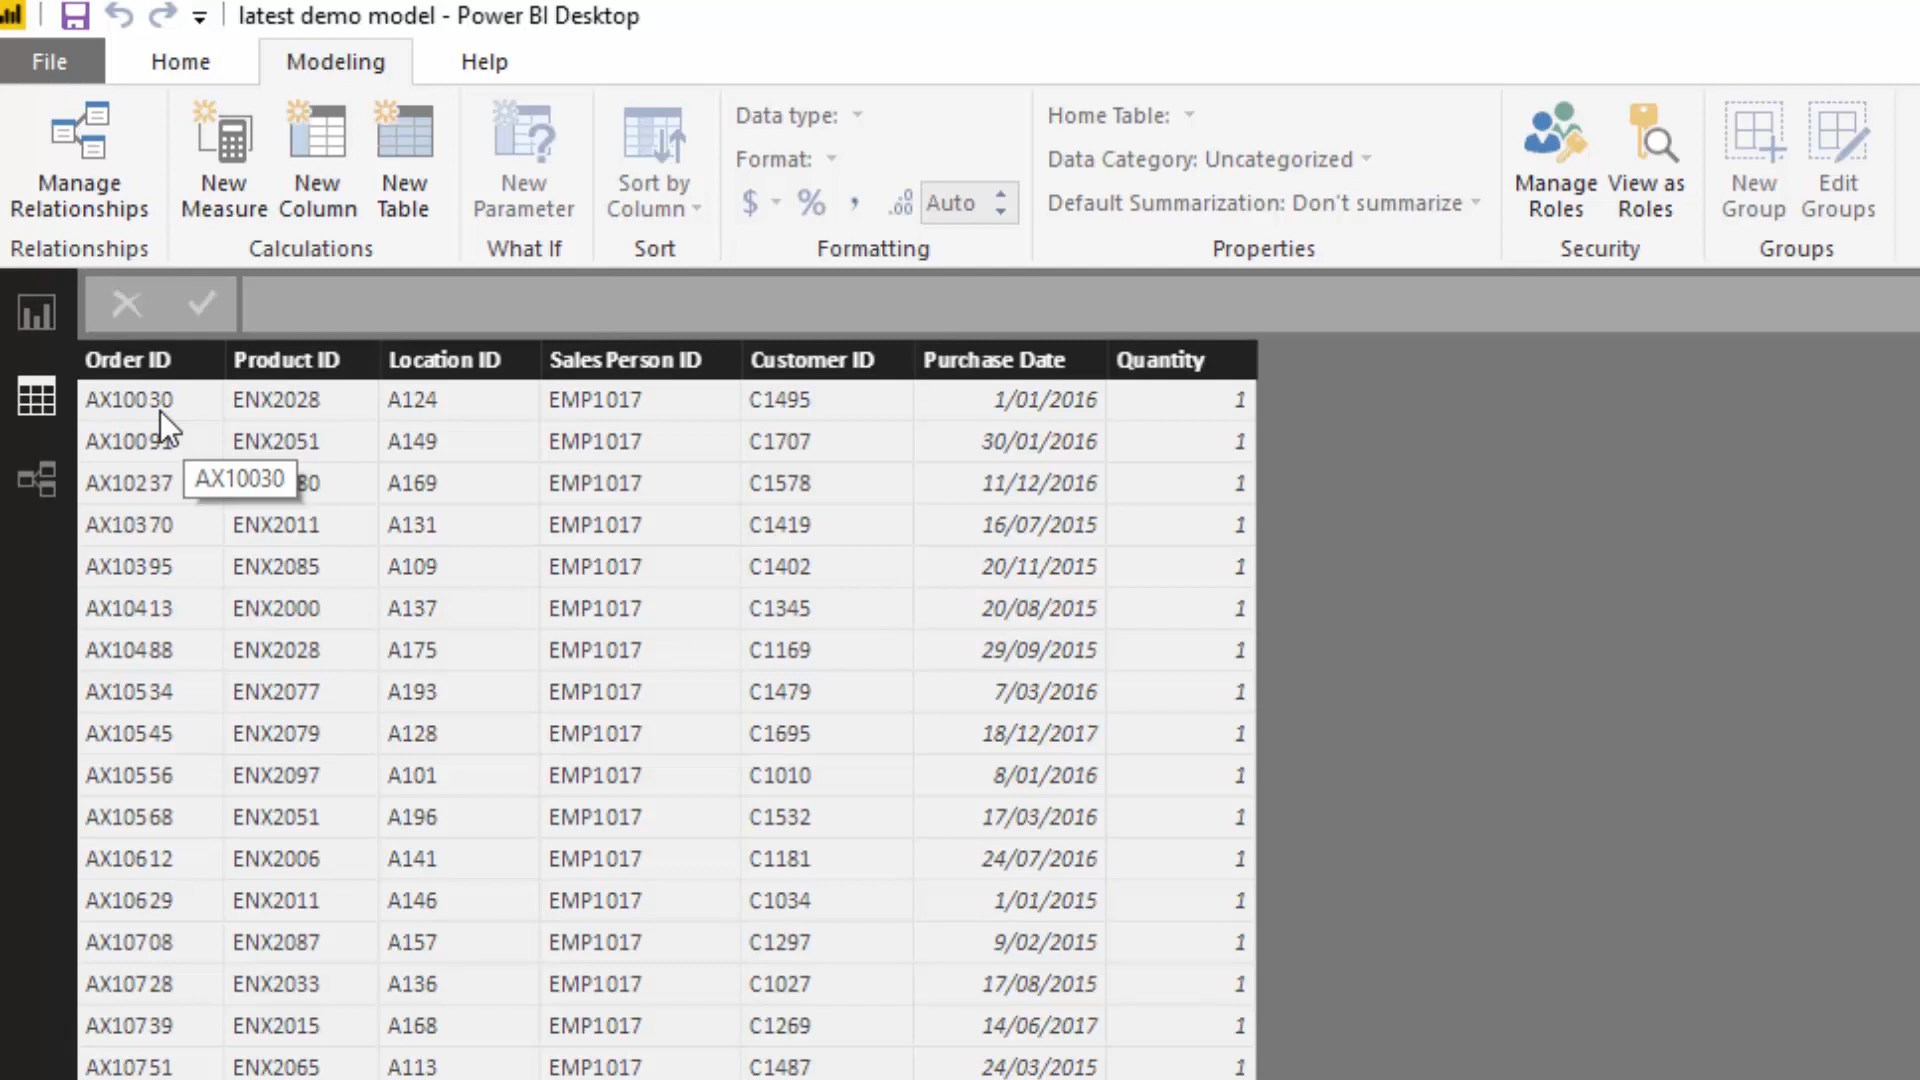 latest demo model - Power BI Desktop
File Home Modeling Help
Manage Relationships
New Measure
New Column
New Table
New Parameter
Sort by Column
Data type:
Format:
$ % , .00 Auto
Home Table:
Data Category: Uncategorized
Default Summarization: Don't summarize
Manage Roles
View as Roles
New Group
Edit Groups
Relationships Calculations What If Sort Formatting Properties Security Groups
Order ID Product ID Location ID Sales Person ID Customer ID Purchase Date Quantity
AX10030 ENX2028 A124 EMP1017 C1495 1/01/2016 1
AX10091 ENX2051 A149 EMP1017 C1707 30/01/2016 1
AX10237 80 A169 EMP1017 C1578 11/12/2016 1
AX10030
AX10370 ENX2011 A131 EMP1017 C1419 16/07/2015 1
AX10395 ENX2085 A109 EMP1017 C1402 20/11/2015 1
AX10413 ENX2000 A137 EMP1017 C1345 20/08/2015 1
AX10488 ENX2028 A175 EMP1017 C1169 29/09/2015 1
AX10534 ENX2077 A193 EMP1017 C1479 7/03/2016 1
AX10545 ENX2079 A128 EMP1017 C1695 18/12/2017 1
AX10556 ENX2097 A101 EMP1017 C1010 8/01/2016 1
AX10568 ENX2051 A196 EMP1017 C1532 17/03/2016 1
AX10612 ENX2006 A141 EMP1017 C1181 24/07/2016 1
AX10629 ENX2011 A146 EMP1017 C1034 1/01/2015 1
AX10708 ENX2087 A157 EMP1017 C1297 9/02/2015 1
AX10728 ENX2033 A136 EMP1017 C1027 17/08/2015 1
AX10739 ENX2015 A168 EMP1017 C1269 14/06/2017 1
AX10751 ENX2065 A113 EMP1017 C1487 24/03/2015 1